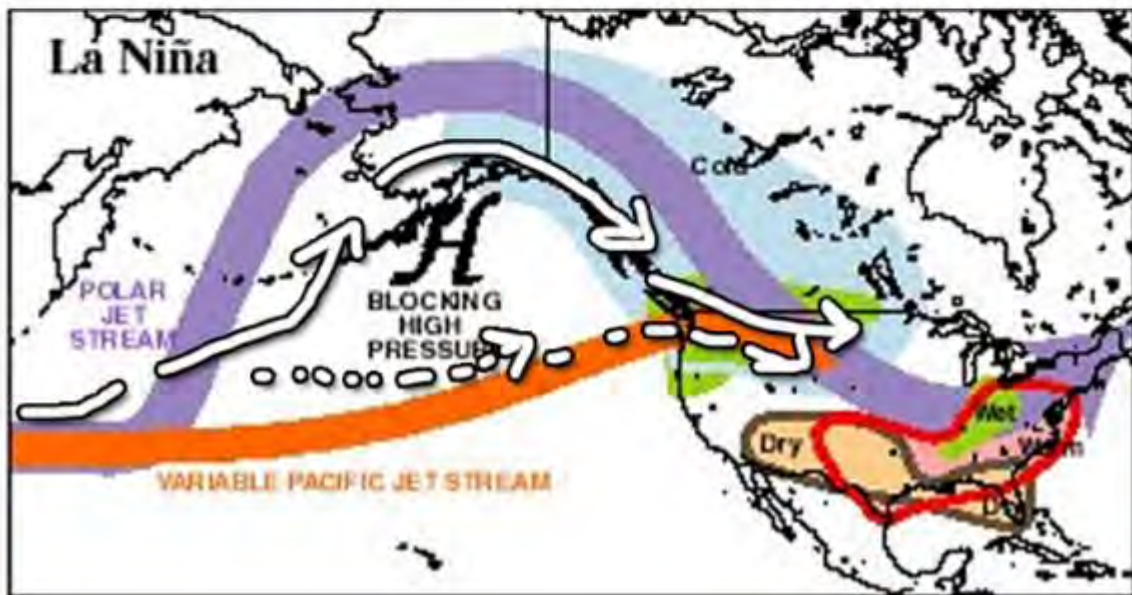 La Niña
Cold
POLAR
JET
STREAM
H
BLOCKING
HIGH
PRESSURE
Wet
Dry
Warm
VARIABLE PACIFIC JET STREAM